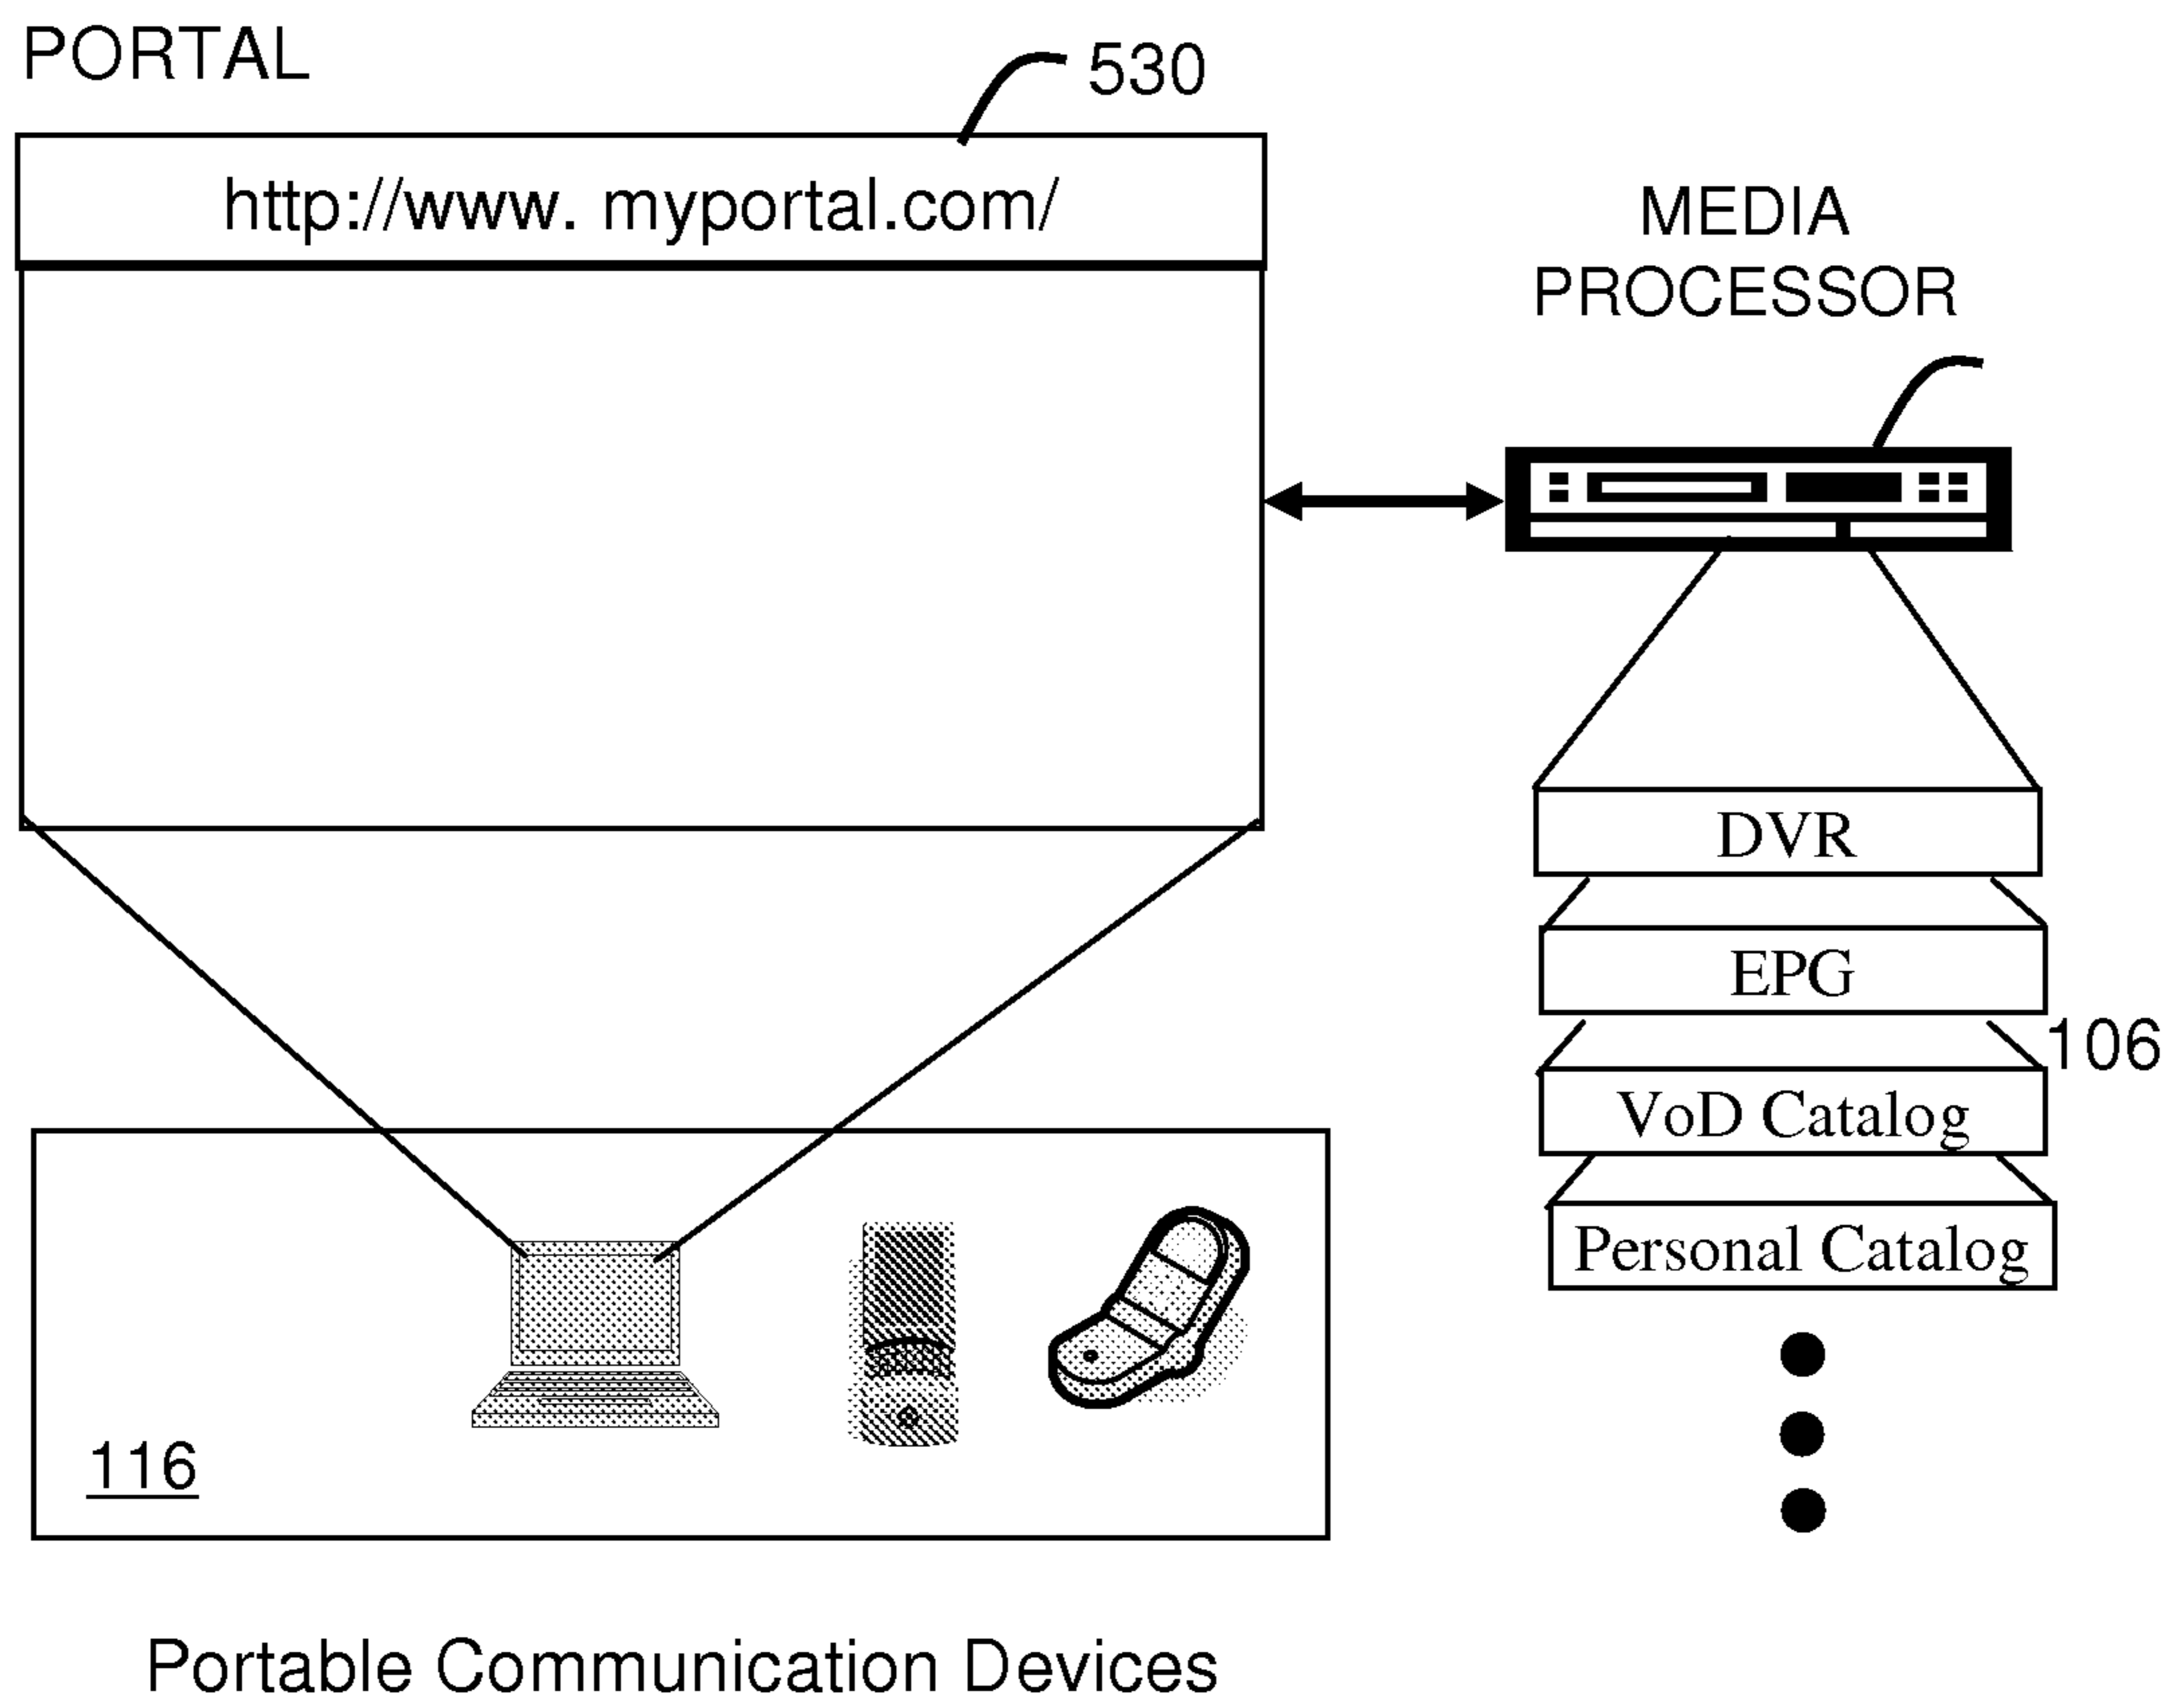 PORTAL
530
http://www. myportal.com/
MEDIA
PROCESSOR
DVR
EPG
106
VoD Catalog
Personal Catalog
116
Portable Communication Devices